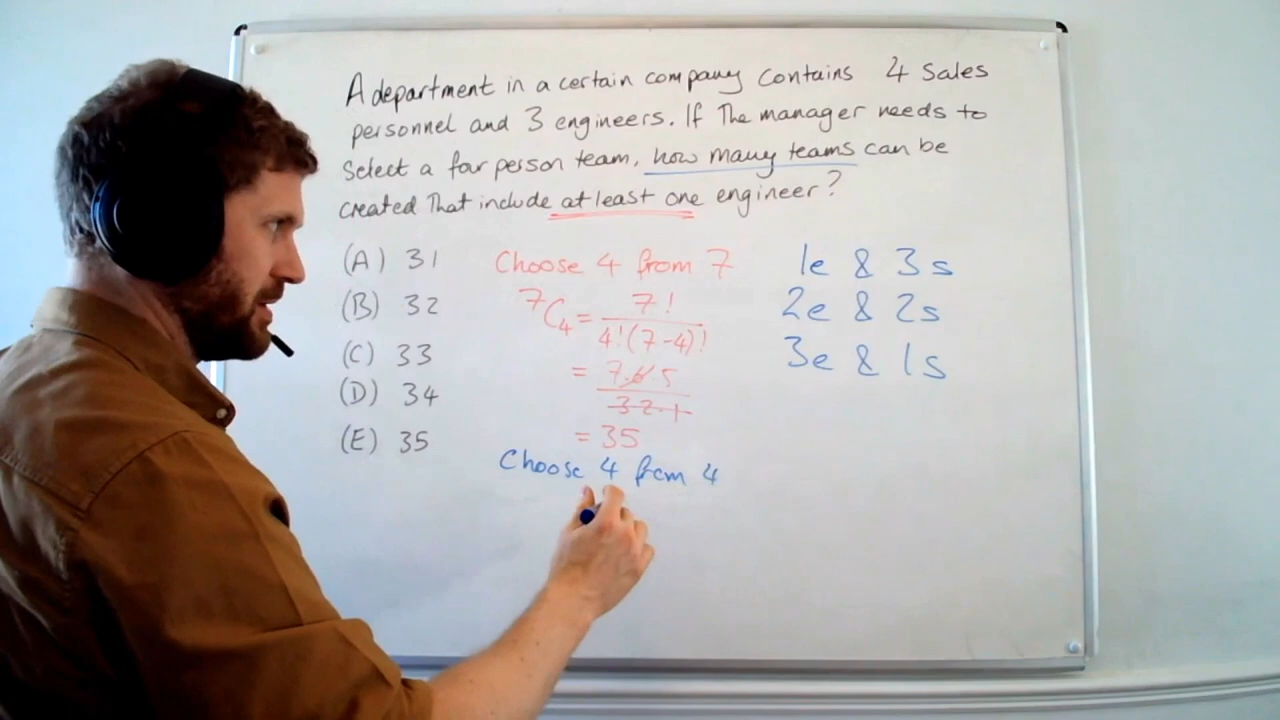 A department in a certain company contains 4 sales
personnel and 3 engineers. If the manager needs to
select a four person team, how many teams can be
created that include at least one engineer?
(A) 31
(B) 32
(C) 33
(D) 34
(E) 35
Choose 4 from 7
7C4 = 7! / 4!(7-4)!
= 7·6·5 / 3·2·1
= 35
Choose 4 from 4
1e & 3s
2e & 2s
3e & 1s